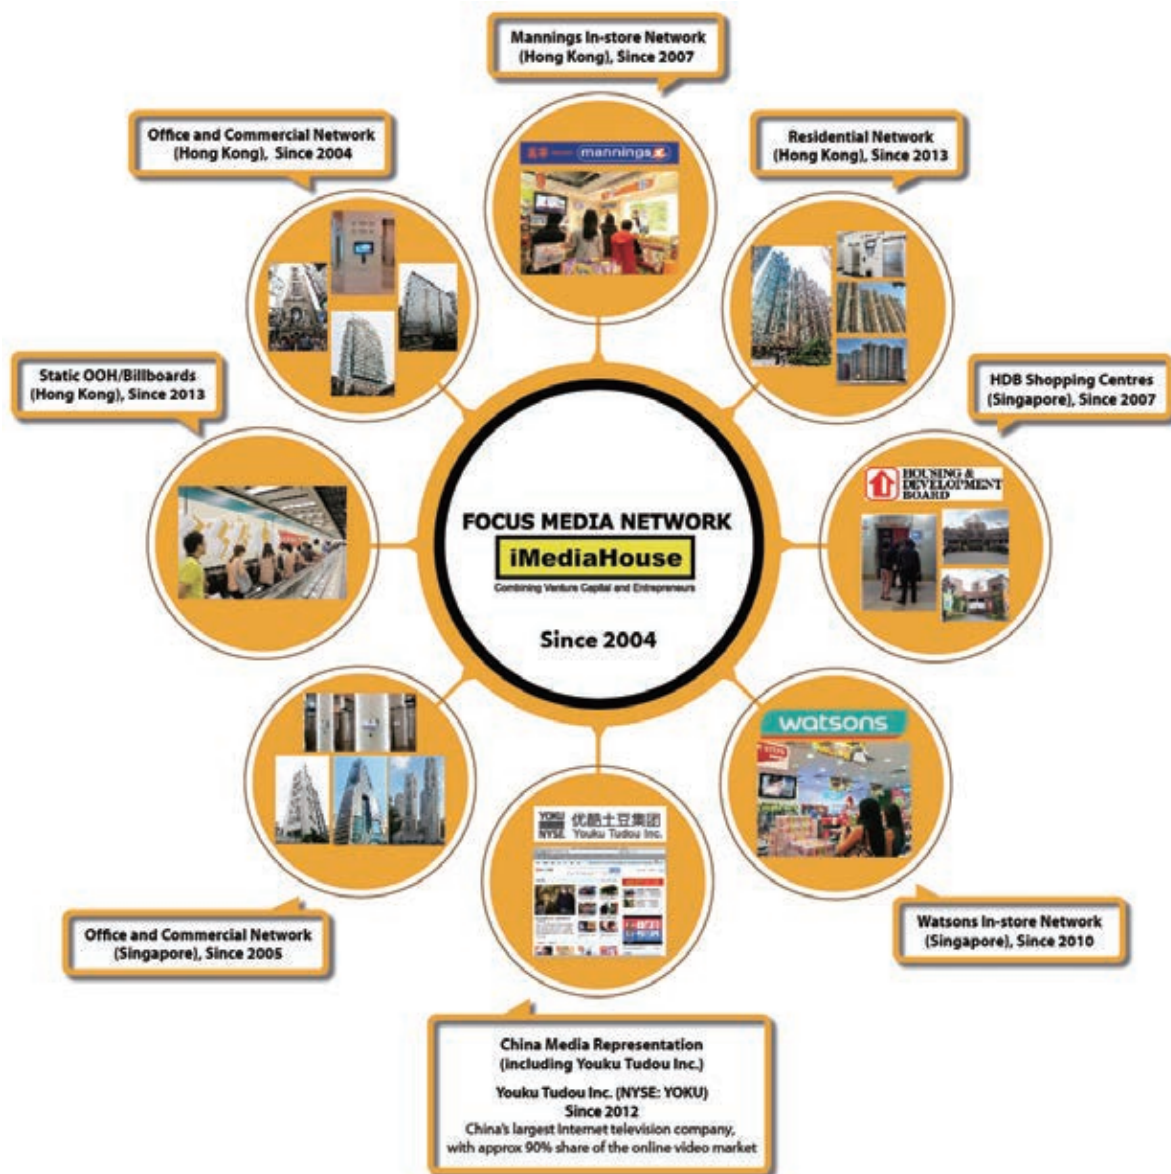 Mannings In-store Network
(Hong Kong), Since 2007
Office and Commercial Network
(Hong Kong), Since 2004
Residential Network
(Hong Kong), Since 2013
mannings
Static OOH/Billboards
(Hong Kong), Since 2013
HDB Shopping Centres
(Singapore), Since 2007
HOUSING &
DEVELOPMENT
BOARD
FOCUS MEDIA NETWORK
iMediaHouse
Combining Venture Capital and Entrepreneurs
Since 2004
watsons
YOKU
NYSE.
优酷土豆集团
Youku Tudou Inc.
Office and Commercial Network
(Singapore), Since 2005
Watsons In-store Network
(Singapore), Since 2010
China Media Representation
(including Youku Tudou Inc.)
Youku Tudou Inc. (NYSE: YOKU)
Since 2012
China's largest Internet television company,
with approx 90% share of the online video market